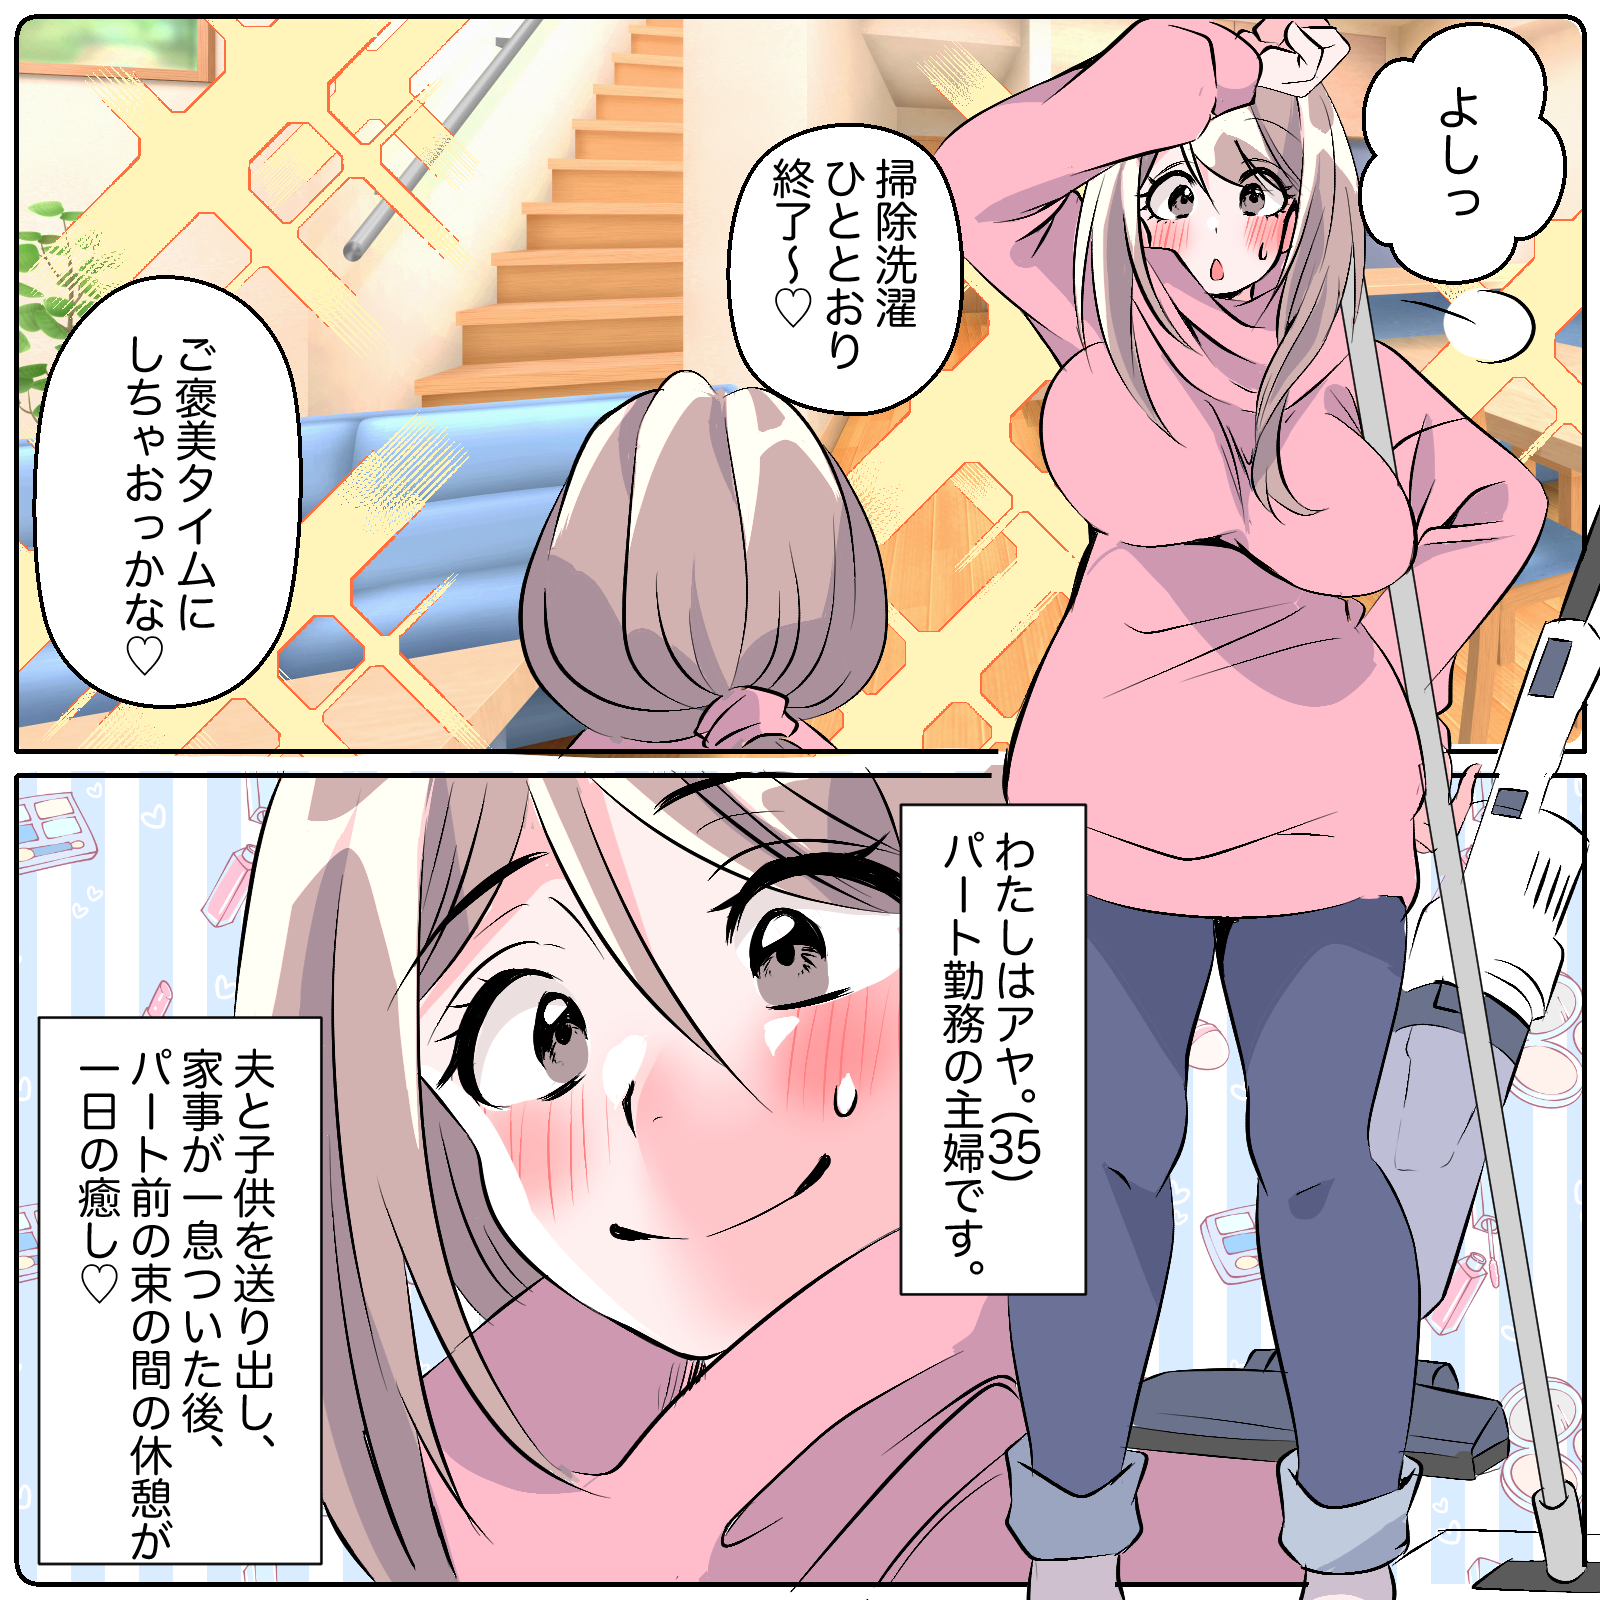 よしっ
掃除洗濯
ひととおり
終了～♡
ご褒美タイムに
しちゃおっかな♡
わたしはアヤ。(35)
パート勤務の主婦です。
夫と子供を送り出し、
家事が一息ついた後、
パート前の束の間の休憩が
一日の癒し♡